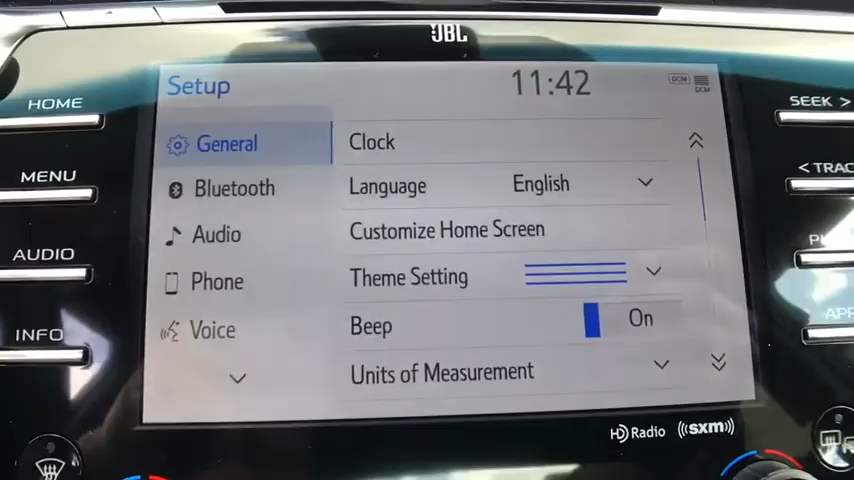 JBL
HOME
MENU
AUDIO
INFO
Setup
11:42
DCM
DCM
General
Bluetooth
Audio
Phone
Voice
Clock
Language English
Customize Home Screen
Theme Setting
Beep On
Units of Measurement
SEEK >
< TRAC
HD Radio
((SXM))